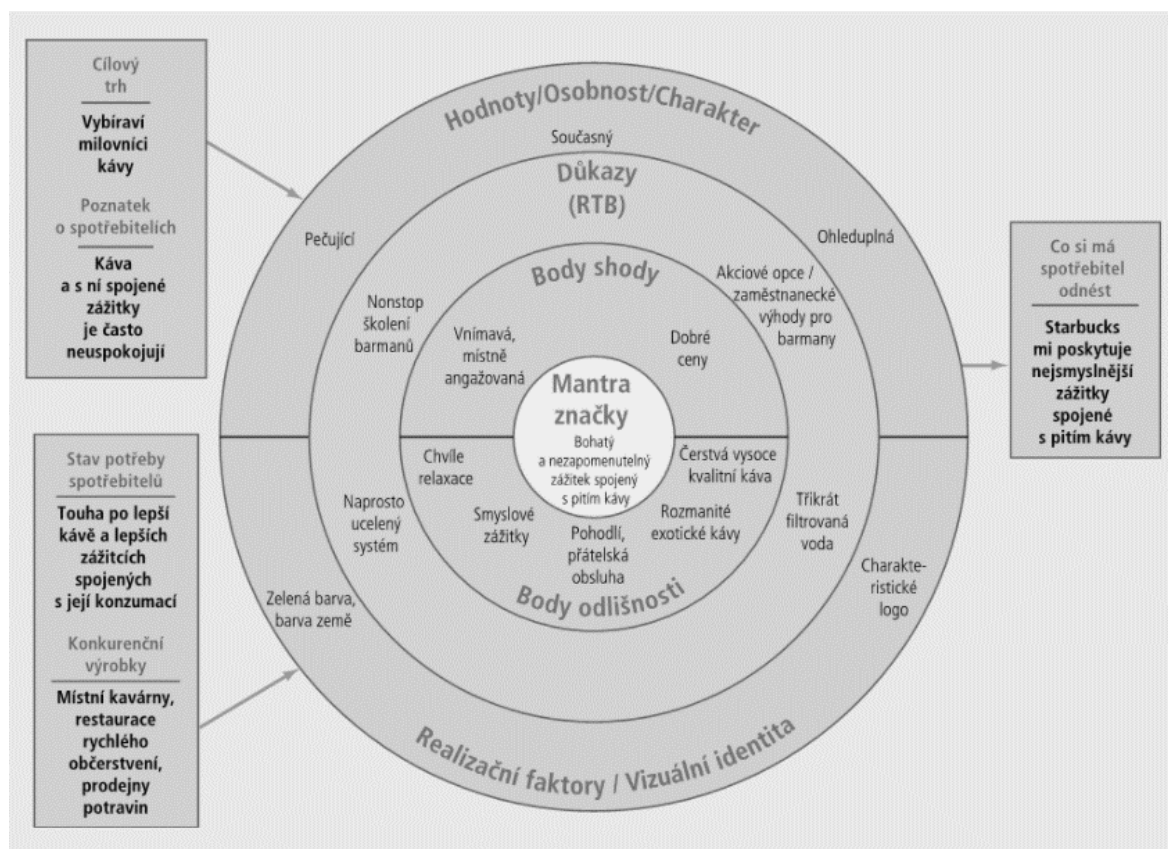 Cílový
trh
Vybíraví
milovníci
kávy
Poznatek
o spotřebitelích
Káva
a s ní spojené
zážitky
je často
neuspokojují
Stav potřeby
spotřebitelů
Touha po lepší
kávě a lepších
zážitcích
spojených
s její konzumací
Konkurenční
výrobky
Místní kavárny,
restaurace
rychlého
občerstvení,
prodejny
potravin
Hodnoty/Osobnost/Charakter
Současný
Pečující
Ohleduplná
Důkazy
(RTB)
Nonstop
školení
barmanů
Akciové opce /
zaměstnanecké
výhody pro
barmany
Body shody
Vnímavá,
místně
angažovaná
Dobré
ceny
Mantra
značky
Bohatý
a nezapomenutelný
zážitek spojený
s pitím kávy
Chvíle
relaxace
Smyslové
zážitky
Pohodlí,
přátelská
obsluha
Rozmanité
exotické kávy
Čerstvá vysoce
kvalitní káva
Body odlišnosti
Naprosto
ucelený
systém
Třikrát
filtrovaná
voda
Zelená barva,
barva země
Charakte-
ristické
logo
Realizační faktory / Vizuální identita
Co si má
spotřebitel
odnést
Starbucks
mi poskytuje
nejsmyslnější
zážitky
spojené
s pitím kávy